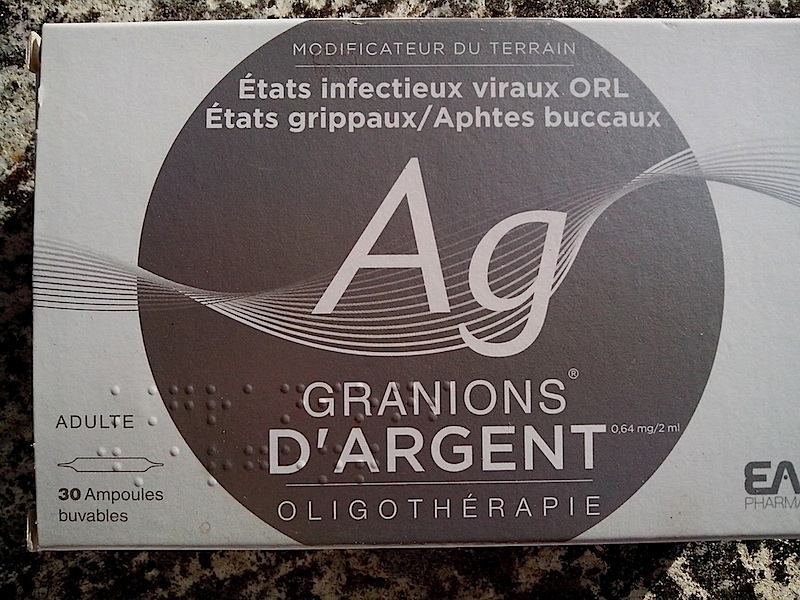 MODIFICATEUR DU TERRAIN
États infectieux viraux ORL
États grippaux/Aphtes buccaux
Ag
GRANIONS®
D'ARGENT 0,64 mg/2 ml
OLIGOTHÉRAPIE
ADULTE
30 Ampoules
buvables